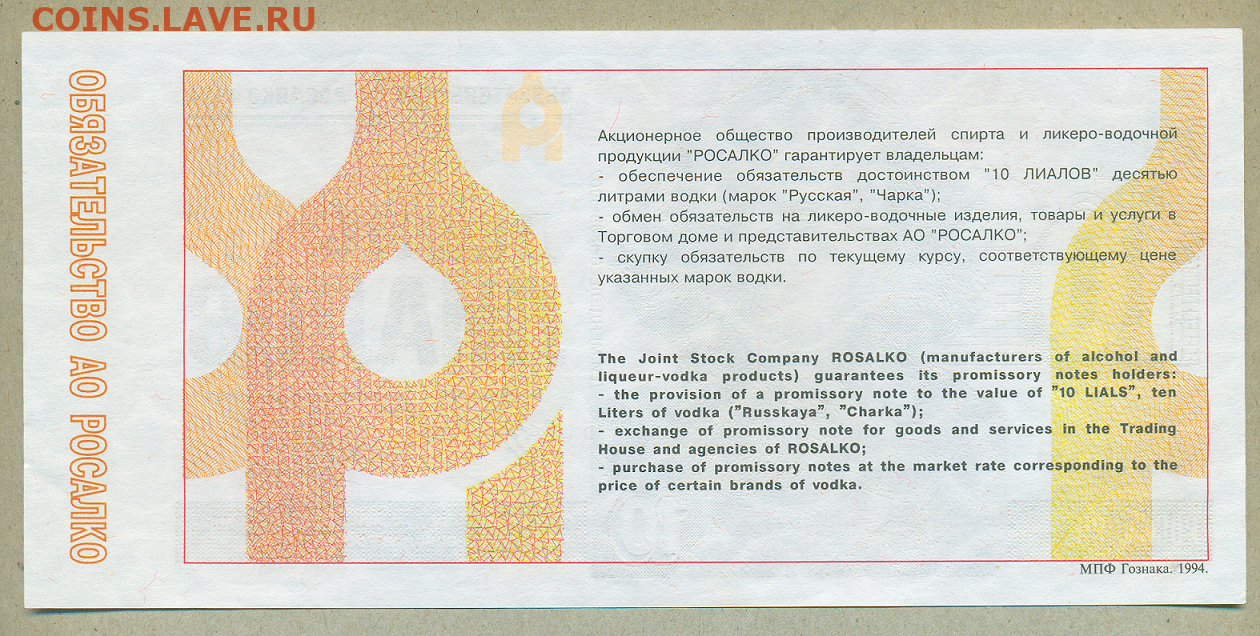 COINS.LAVE.RU
ОБЯЗАТЕЛЬСТВО АО РОСАЛКО
Акционерное общество производителей спирта и ликеро-водочной
продукции "РОСАЛКО" гарантирует владельцам:
- обеспечение обязательств достоинством "10 ЛИАЛОВ" десятью
литрами водки (марок "Русская", "Чарка");
- обмен обязательств на ликеро-водочные изделия, товары и услуги в
Торговом доме и представительствах АО "РОСАЛКО";
- скупку обязательств по текущему курсу, соответствующему цене
указанных марок водки.
The Joint Stock Company ROSALKO (manufacturers of alcohol and
liqueur-vodka products) guarantees its promissory notes holders:
- the provision of a promissory note to the value of "10 LIALS", ten
Liters of vodka ("Russkaya", "Charka");
- exchange of promissory note for goods and services in the Trading
House and agencies of ROSALKO;
- purchase of promissory notes at the market rate corresponding to the
price of certain brands of vodka.
МПФ Гознака. 1994.